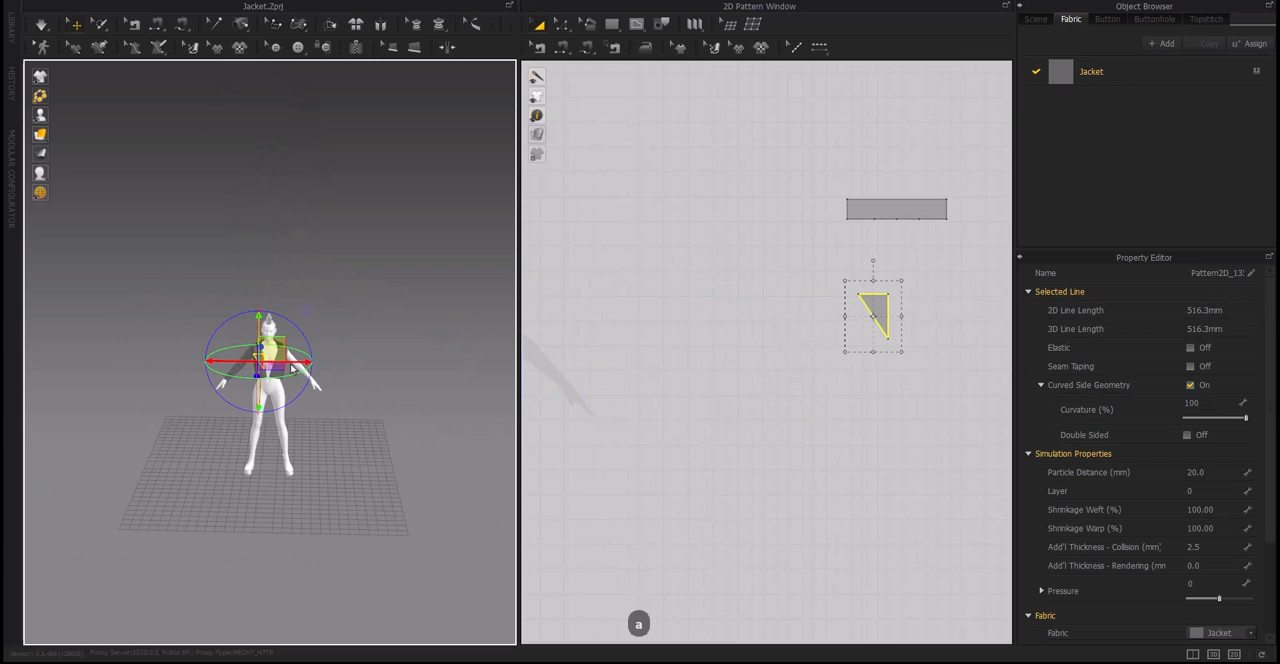 Jacket.Zprj
2D Pattern Window
Object Browser
Scene Fabric Button Buttonhole Topstitch
+ Add Copy Assign
Jacket
LIBRARY
HISTORY
MODULAR CONFIGURATOR
Property Editor
Name Pattern2D_13
Selected Line
2D Line Length 516.3mm
3D Line Length 516.3mm
Elastic Off
Seam Taping Off
Curved Side Geometry On
Curvature (%) 100
Double Sided Off
Simulation Properties
Particle Distance (mm) 20.0
Layer 0
Shrinkage Weft (%) 100.00
Shrinkage Warp (%) 100.00
Add'l Thickness - Collision (mm) 2.5
Add'l Thickness - Rendering (mm 0.0
Pressure 0
Fabric
Fabric Jacket
a
3D 2D